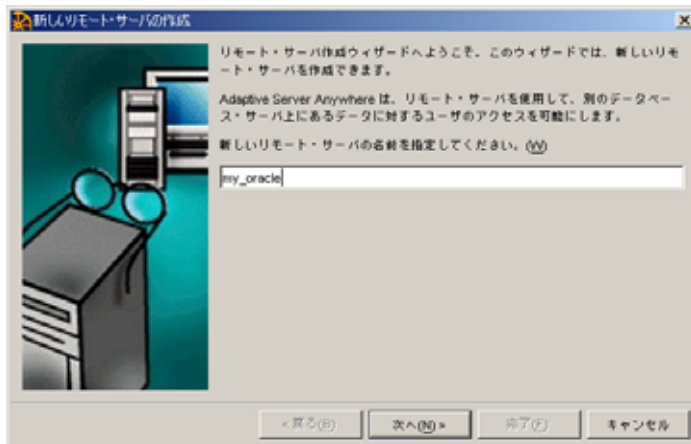 新しいリモート・サーバの作成
リモート・サーバ作成ウィザードへようこそ。このウィザードでは、新しいリモ
ート・サーバを作成できます。
Adaptive Server Anywhere は、リモート・サーバを使用して、別のデータベー
ス・サーバ上にあるデータに対するユーザのアクセスを可能にします。
新しいリモート・サーバの名前を指定してください。(W)
my_oracle
< 戻る(B)
次へ(N) >
完了(F)
キャンセル